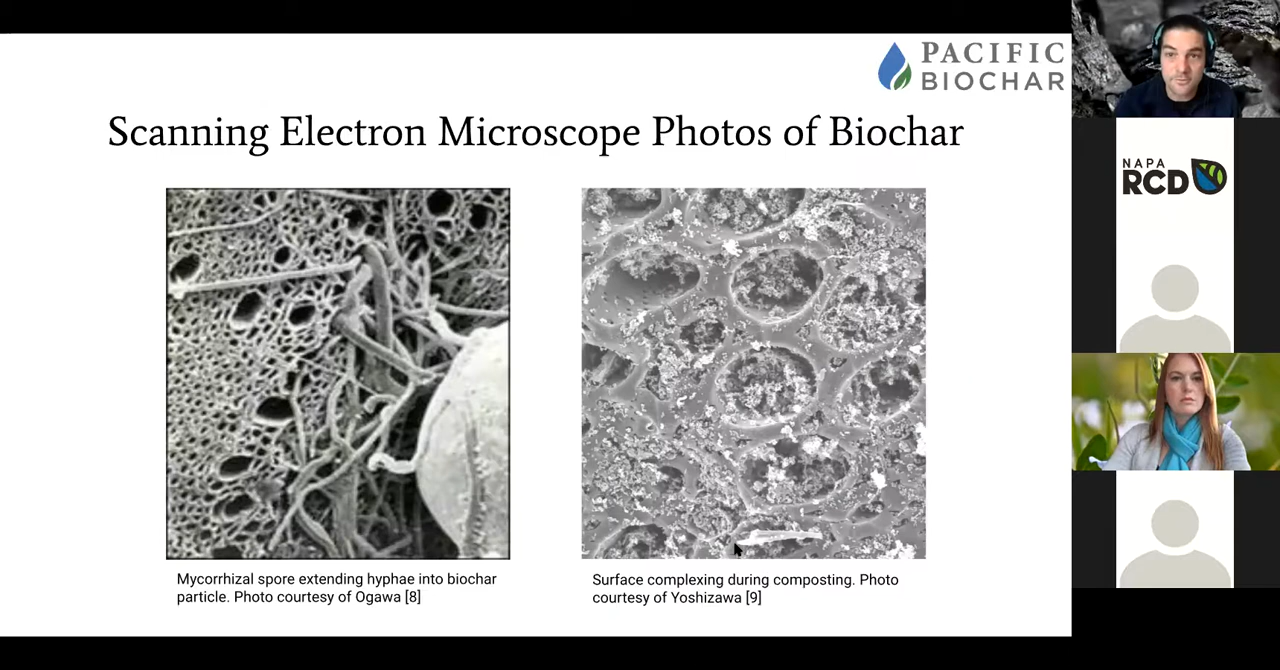 PACIFIC
BIOCHAR
Scanning Electron Microscope Photos of Biochar
Mycorrhizal spore extending hyphae into biochar
particle. Photo courtesy of Ogawa [8]
Surface complexing during composting. Photo
courtesy of Yoshizawa [9]
NAPA
RCD